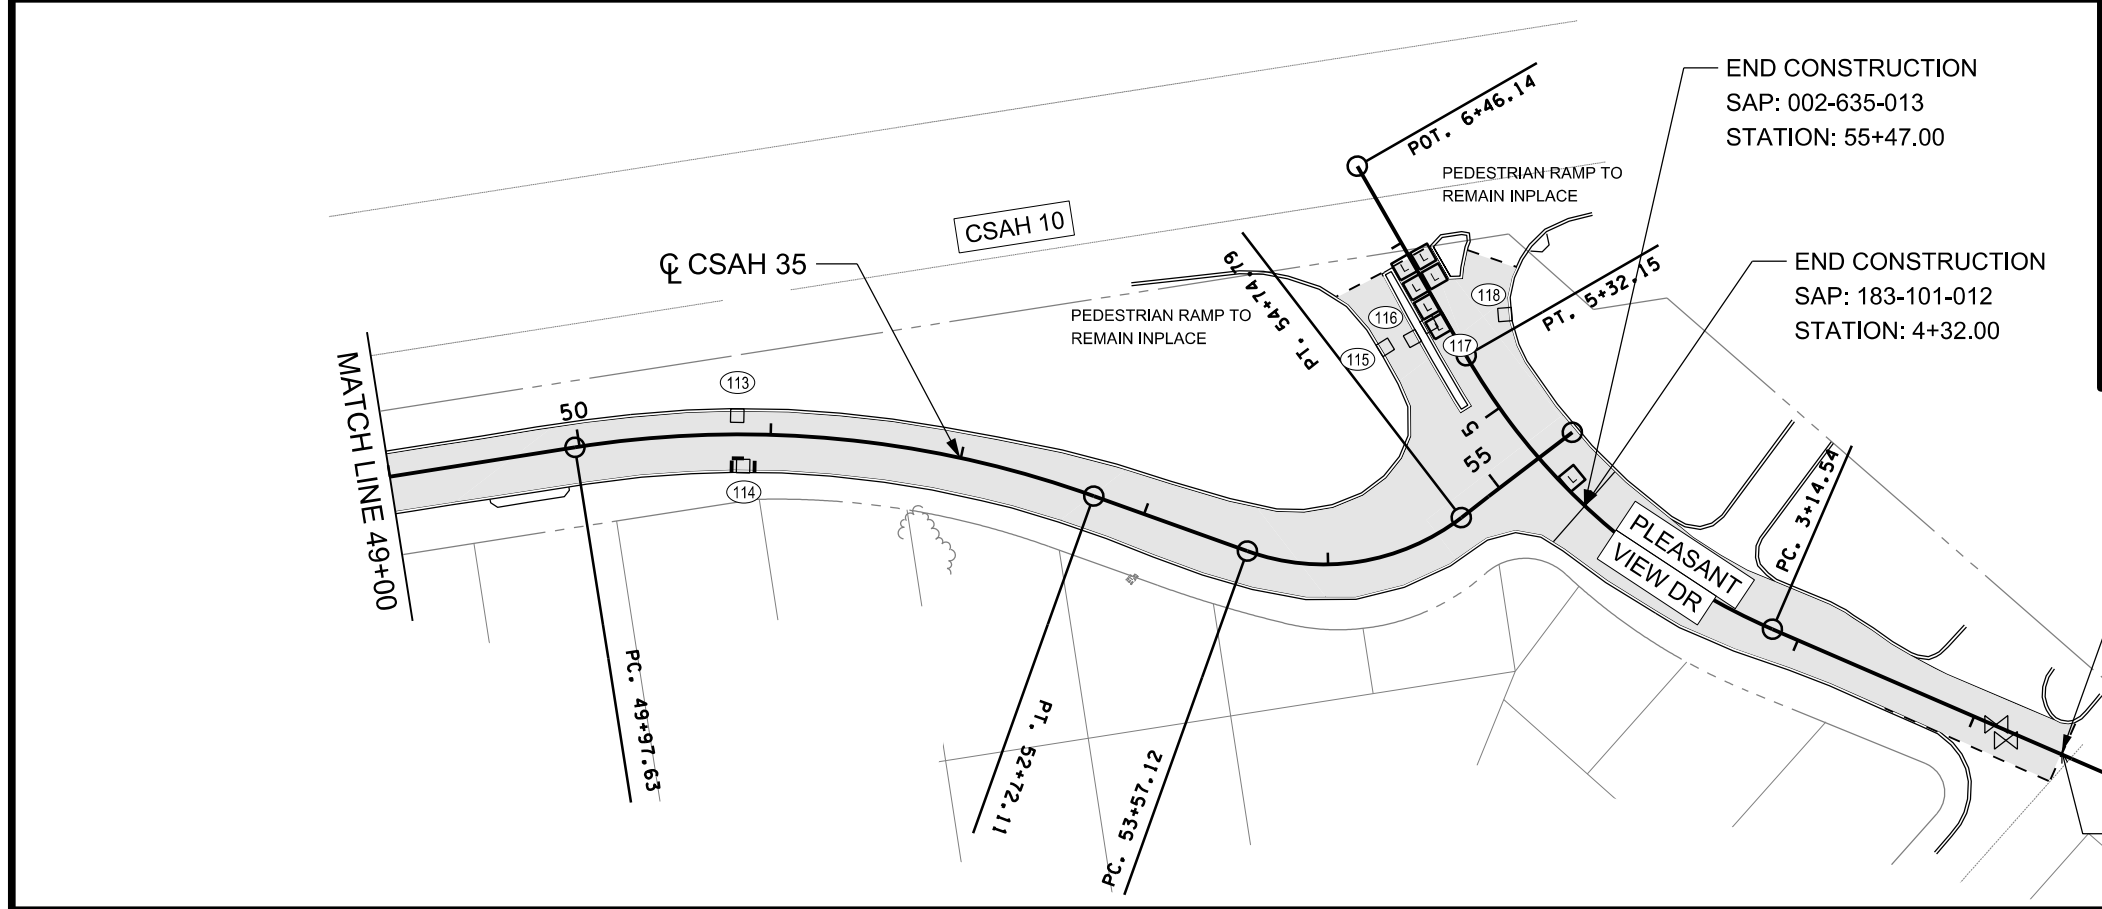 END CONSTRUCTION
SAP: 002-635-013
STATION: 55+47.00
POT. 6+46.14
PEDESTRIAN RAMP TO
REMAIN INPLACE
CSAH 10
℄ CSAH 35
PT. 54+74.79
PT. 5+32.15
END CONSTRUCTION
SAP: 183-101-012
STATION: 4+32.00
PEDESTRIAN RAMP TO
REMAIN INPLACE
118
116
117
115
113
114
MATCH LINE 49+00
50
5
55
L
L
L
L
L
L
L
PLEASANT
VIEW DR
PC. 3+14.54
PC. 49+97.63
PT. 52+72.11
PC. 53+57.12